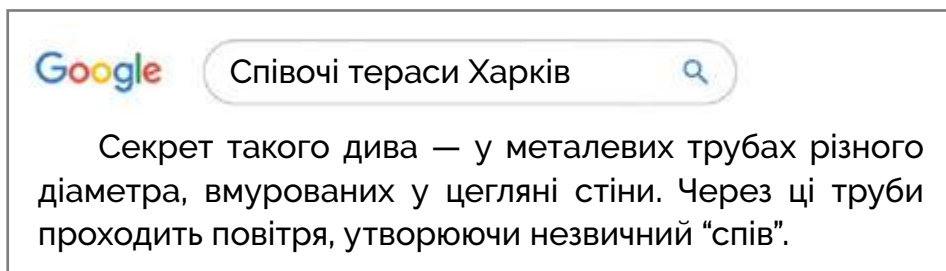 Google Співочі тераси Харків
Секрет такого дива — у металевих трубах різного
діаметра, вмурованих у цегляні стіни. Через ці труби
проходить повітря, утворюючи незвичний “спів”.